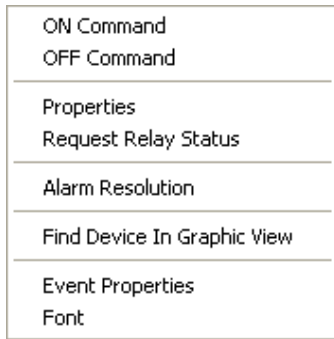 ON Command
OFF Command
Properties
Request Relay Status
Alarm Resolution
Find Device In Graphic View
Event Properties
Font